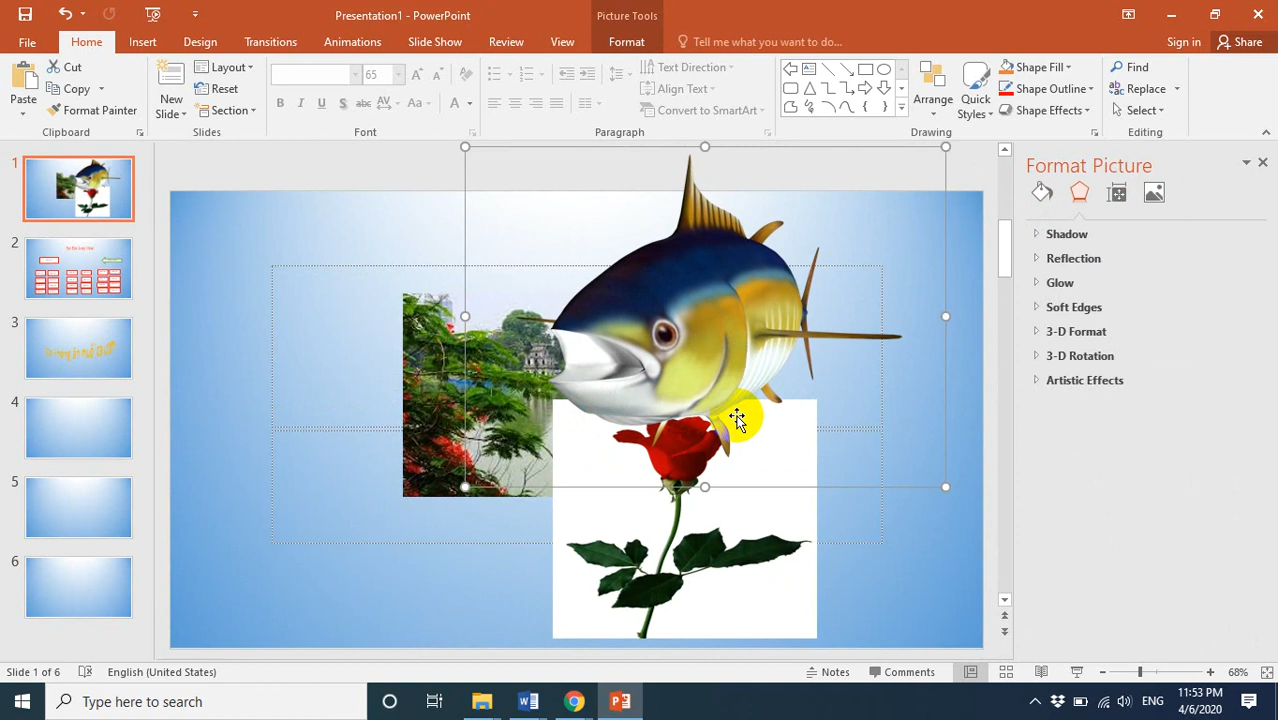 Presentation1 - PowerPoint
Picture Tools
File Home Insert Design Transitions Animations Slide Show Review View Format Tell me what you want to do... Sign in Share
Paste
Cut
Copy
Format Painter
Clipboard
New Slide
Layout
Reset
Section
Slides
65
B I U S abc AV Aa A
Font
Text Direction
Align Text
Convert to SmartArt
Paragraph
Arrange
Quick Styles
Shape Fill
Shape Outline
Shape Effects
Drawing
Find
Replace
Select
Editing
1
2
3
4
5
6
Format Picture
Shadow
Reflection
Glow
Soft Edges
3-D Format
3-D Rotation
Artistic Effects
Slide 1 of 6 English (United States) Notes Comments 68%
Type here to search
ENG
11:53 PM
4/6/2020